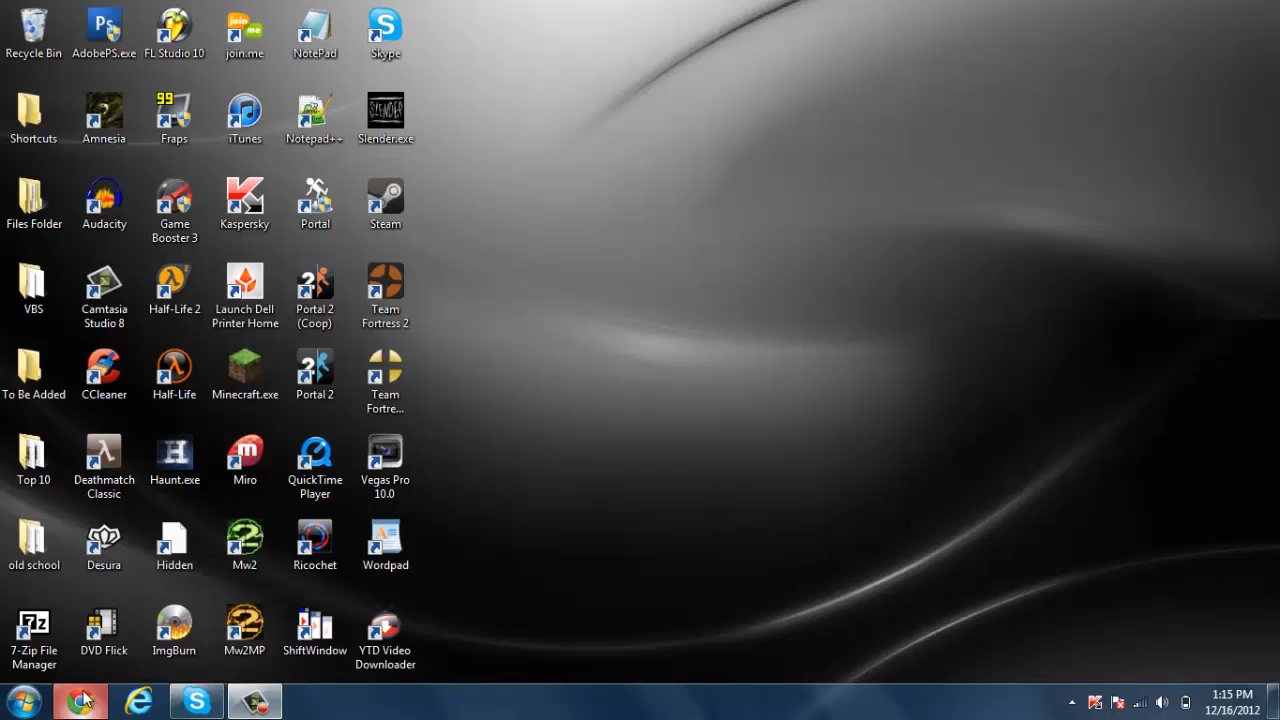 Recycle Bin
AdobePS.exe
FL Studio 10
join.me
NotePad
Skype
Shortcuts
Amnesia
99
Fraps
iTunes
Notepad++
SLENDER
Slender.exe
Files Folder
Audacity
Game
Booster 3
Kaspersky
Portal
Steam
VBS
Camtasia
Studio 8
Half-Life 2
Launch Dell
Printer Home
Portal 2
(Coop)
Team
Fortress 2
To Be Added
CCleaner
Half-Life
Minecraft.exe
Portal 2
Team
Fortre...
Top 10
Deathmatch
Classic
Haunt.exe
Miro
QuickTime
Player
Vegas Pro
10.0
old school
Desura
Hidden
Mw2
Ricochet
Wordpad
7-Zip File
Manager
DVD Flick
ImgBurn
Mw2MP
ShiftWindow
YTD Video
Downloader
1:15 PM
12/16/2012